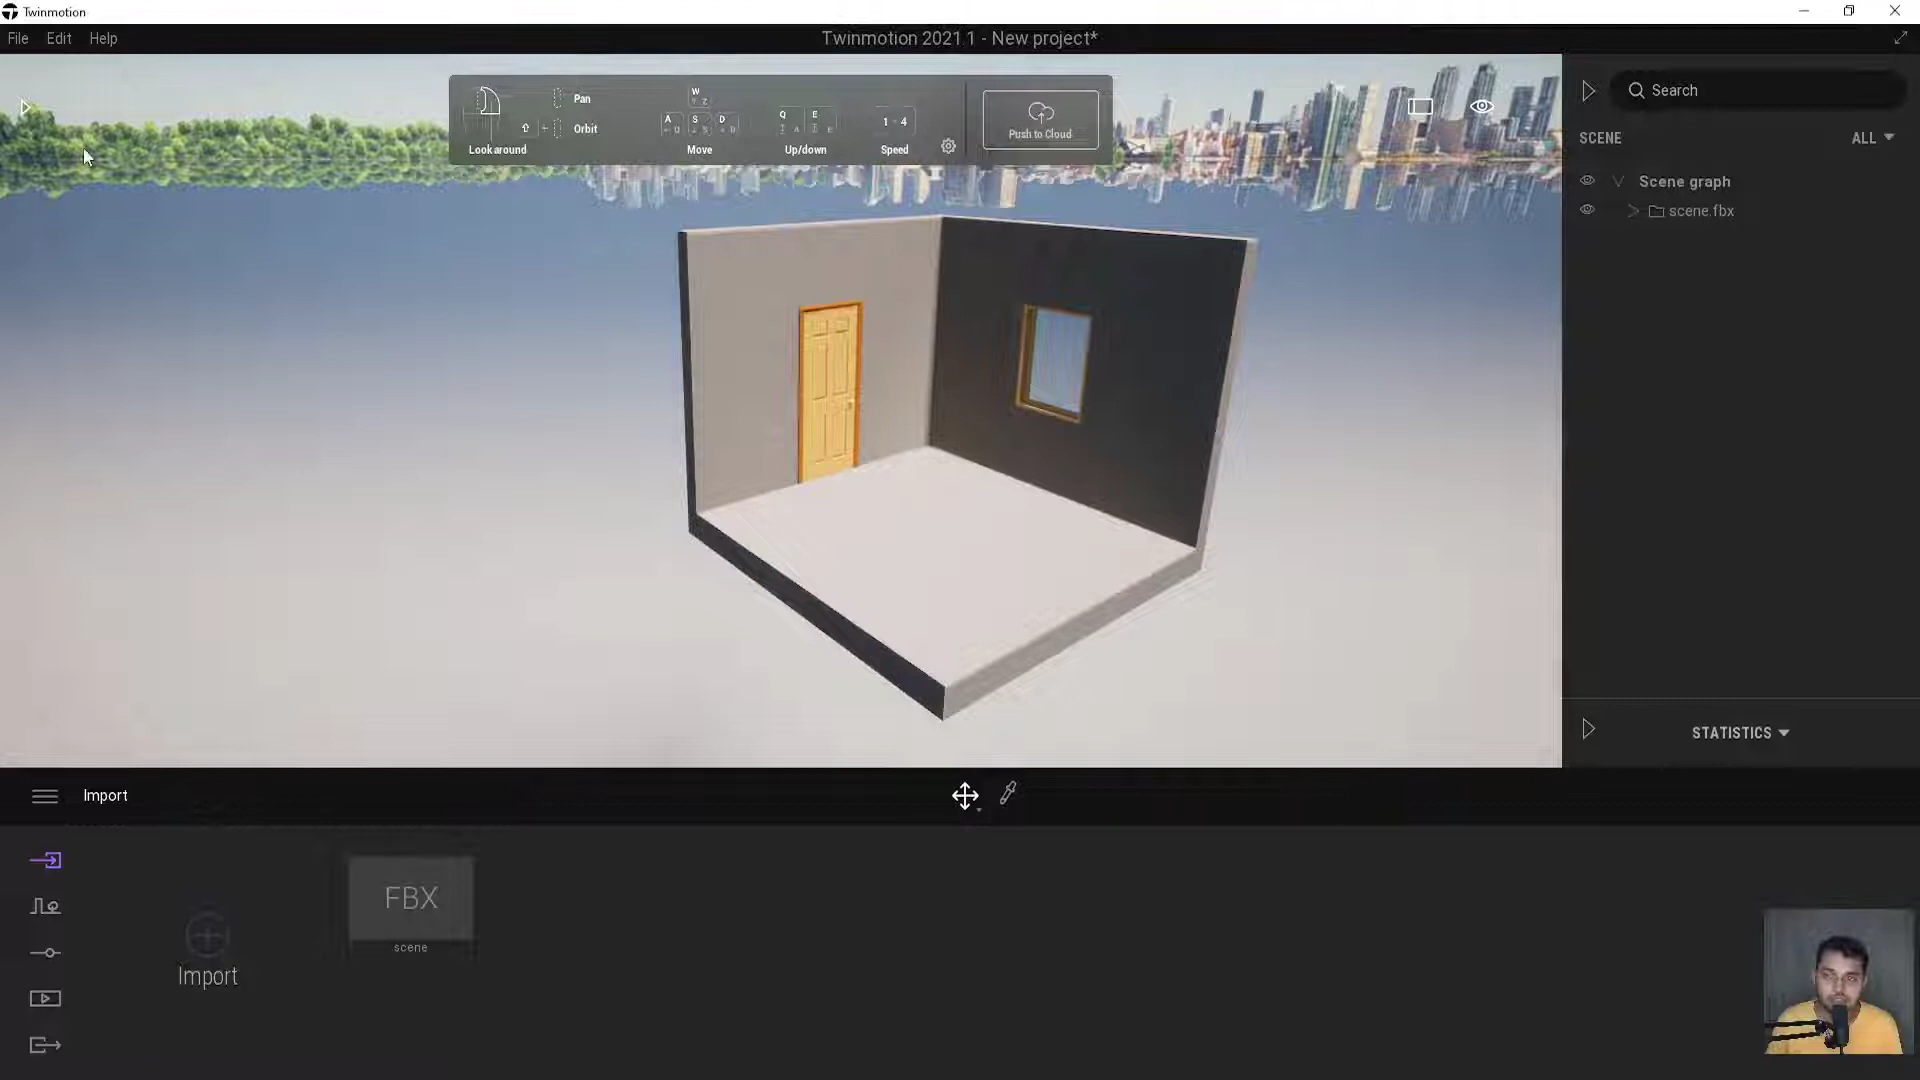 Twinmotion
File Edit Help
Twinmotion 2021.1 - New project*
Look around
Pan
Orbit
W
A S D
Move
Q E
Up/down
1 - 4
Speed
Push to Cloud
Search
SCENE ALL
Scene graph
scene.fbx
STATISTICS
Import
Import
FBX
scene